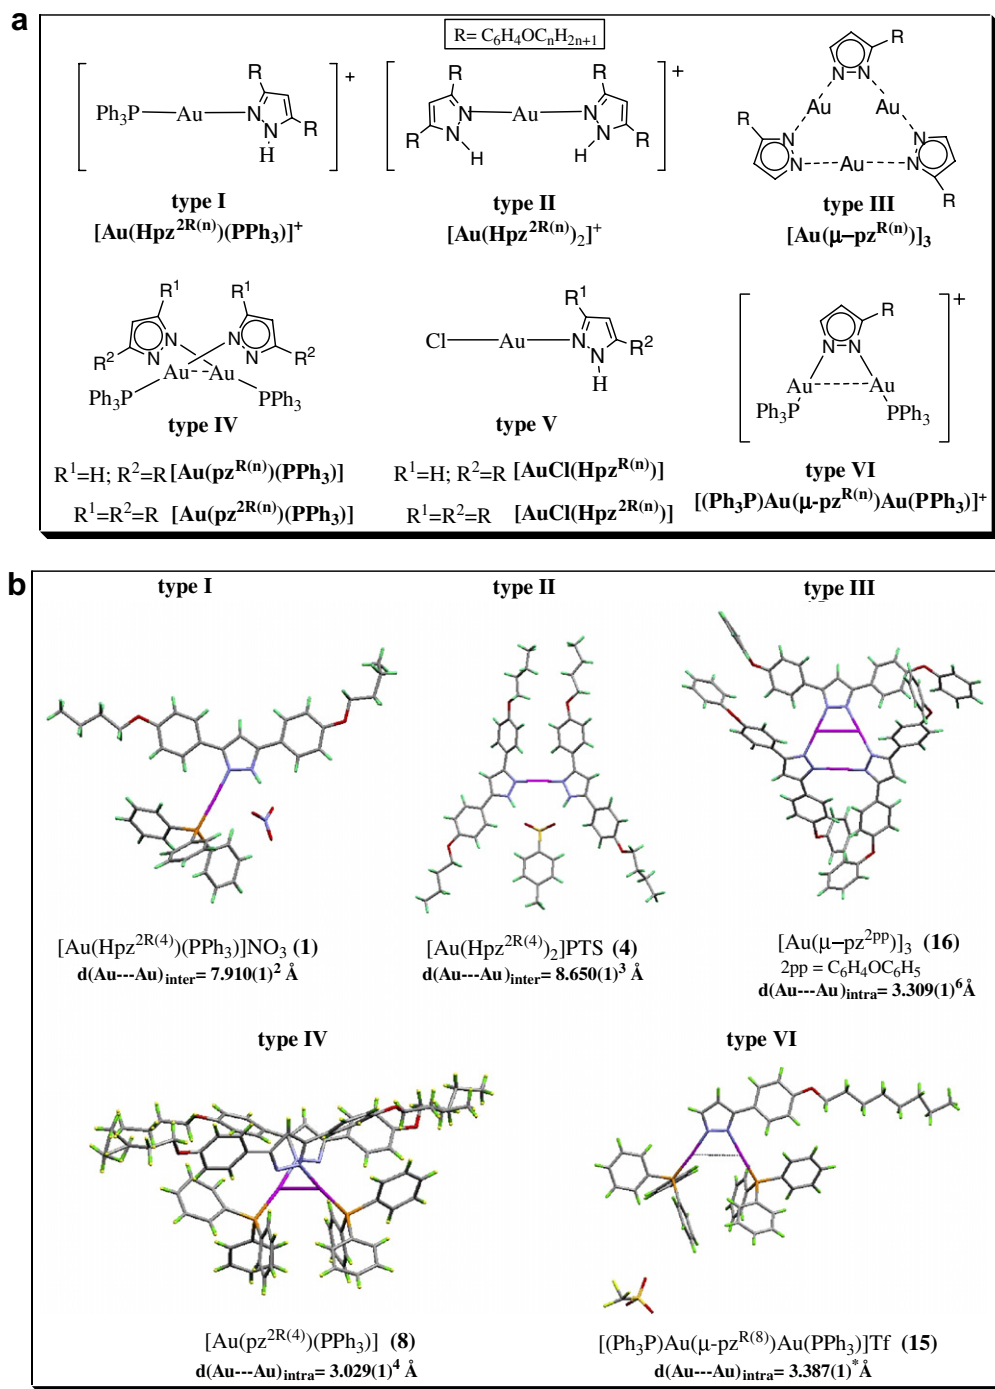 a
R= C6H4OCnH2n+1
Ph3P Au N N H R R +
R N N H Au N N H R R R +
R N N Au Au R N N Au N N R
type I
[Au(Hpz2R(n))(PPh3)]+
type II
[Au(Hpz2R(n))2]+
type III
[Au(μ−pzR(n))]3
R1 R1 N N N N R2 R2 Au Au Ph3P PPh3
Cl Au N N H R1 R2
R N N Au Au Ph3P PPh3 +
type IV
type V
type VI
R1=H; R2=R [Au(pzR(n))(PPh3)]
R1=R2=R [Au(pz2R(n))(PPh3)]
R1=H; R2=R [AuCl(HpzR(n))]
R1=R2=R [AuCl(Hpz2R(n))]
[(Ph3P)Au(μ-pzR(n))Au(PPh3)]+
b
type I
type II
type III
[Au(Hpz2R(4))(PPh3)]NO3 (1)
d(Au---Au)inter= 7.910(1)2 Å
[Au(Hpz2R(4))2]PTS (4)
d(Au---Au)inter= 8.650(1)3 Å
[Au(μ−pz2pp)]3 (16)
2pp = C6H4OC6H5
d(Au---Au)intra= 3.309(1)6Å
type IV
type VI
[Au(pz2R(4))(PPh3)] (8)
d(Au---Au)intra= 3.029(1)4 Å
[(Ph3P)Au(μ-pzR(8))Au(PPh3)]Tf (15)
d(Au---Au)intra= 3.387(1)*Å